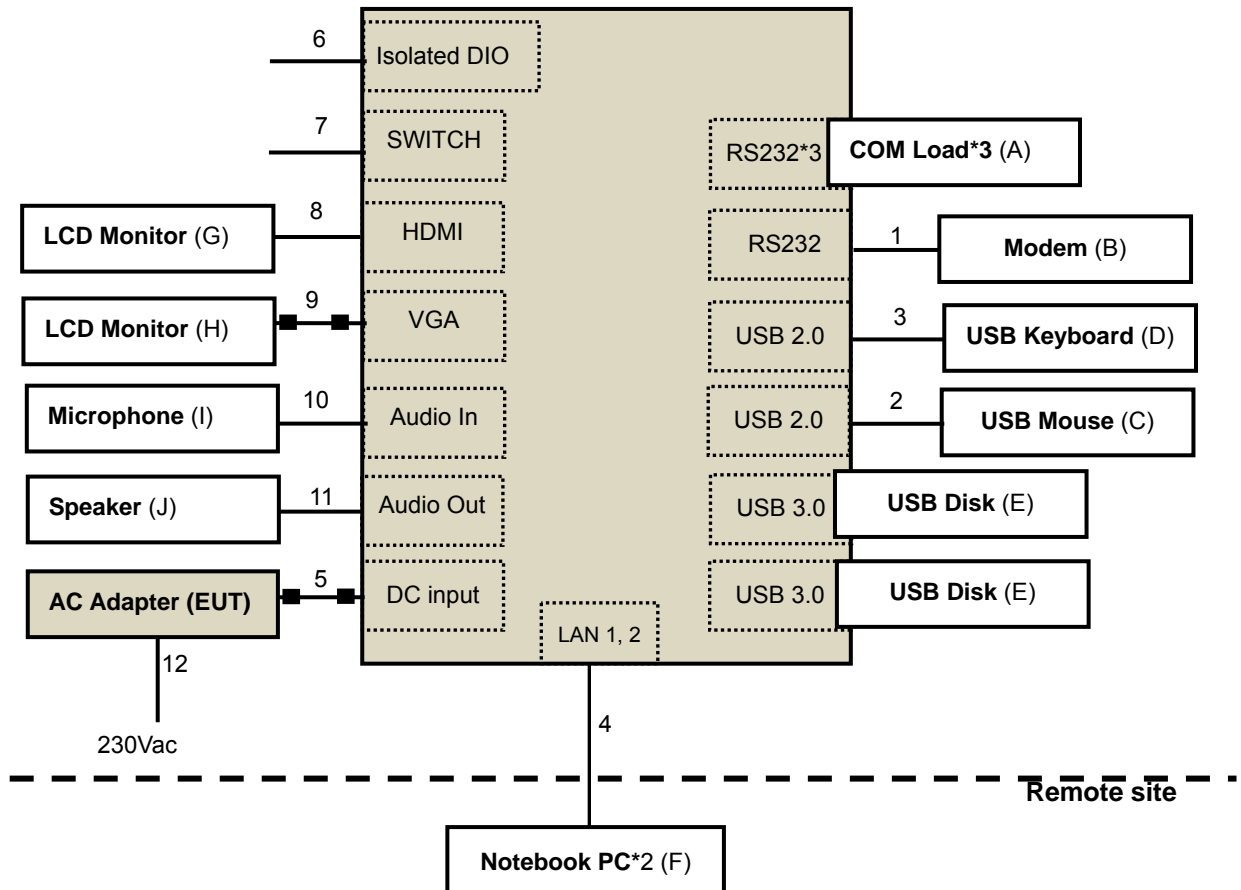 6
Isolated DIO
7
SWITCH
RS232*3
COM Load*3 (A)
LCD Monitor (G)
8
HDMI
RS232
1
Modem (B)
LCD Monitor (H)
9
VGA
USB 2.0
3
USB Keyboard (D)
Microphone (I)
10
Audio In
USB 2.0
2
USB Mouse (C)
Speaker (J)
11
Audio Out
USB 3.0
USB Disk (E)
AC Adapter (EUT)
5
DC input
USB 3.0
USB Disk (E)
LAN 1, 2
12
4
230Vac
Remote site
Notebook PC*2 (F)